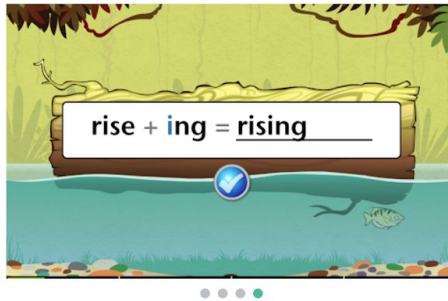 rise + ing = rising